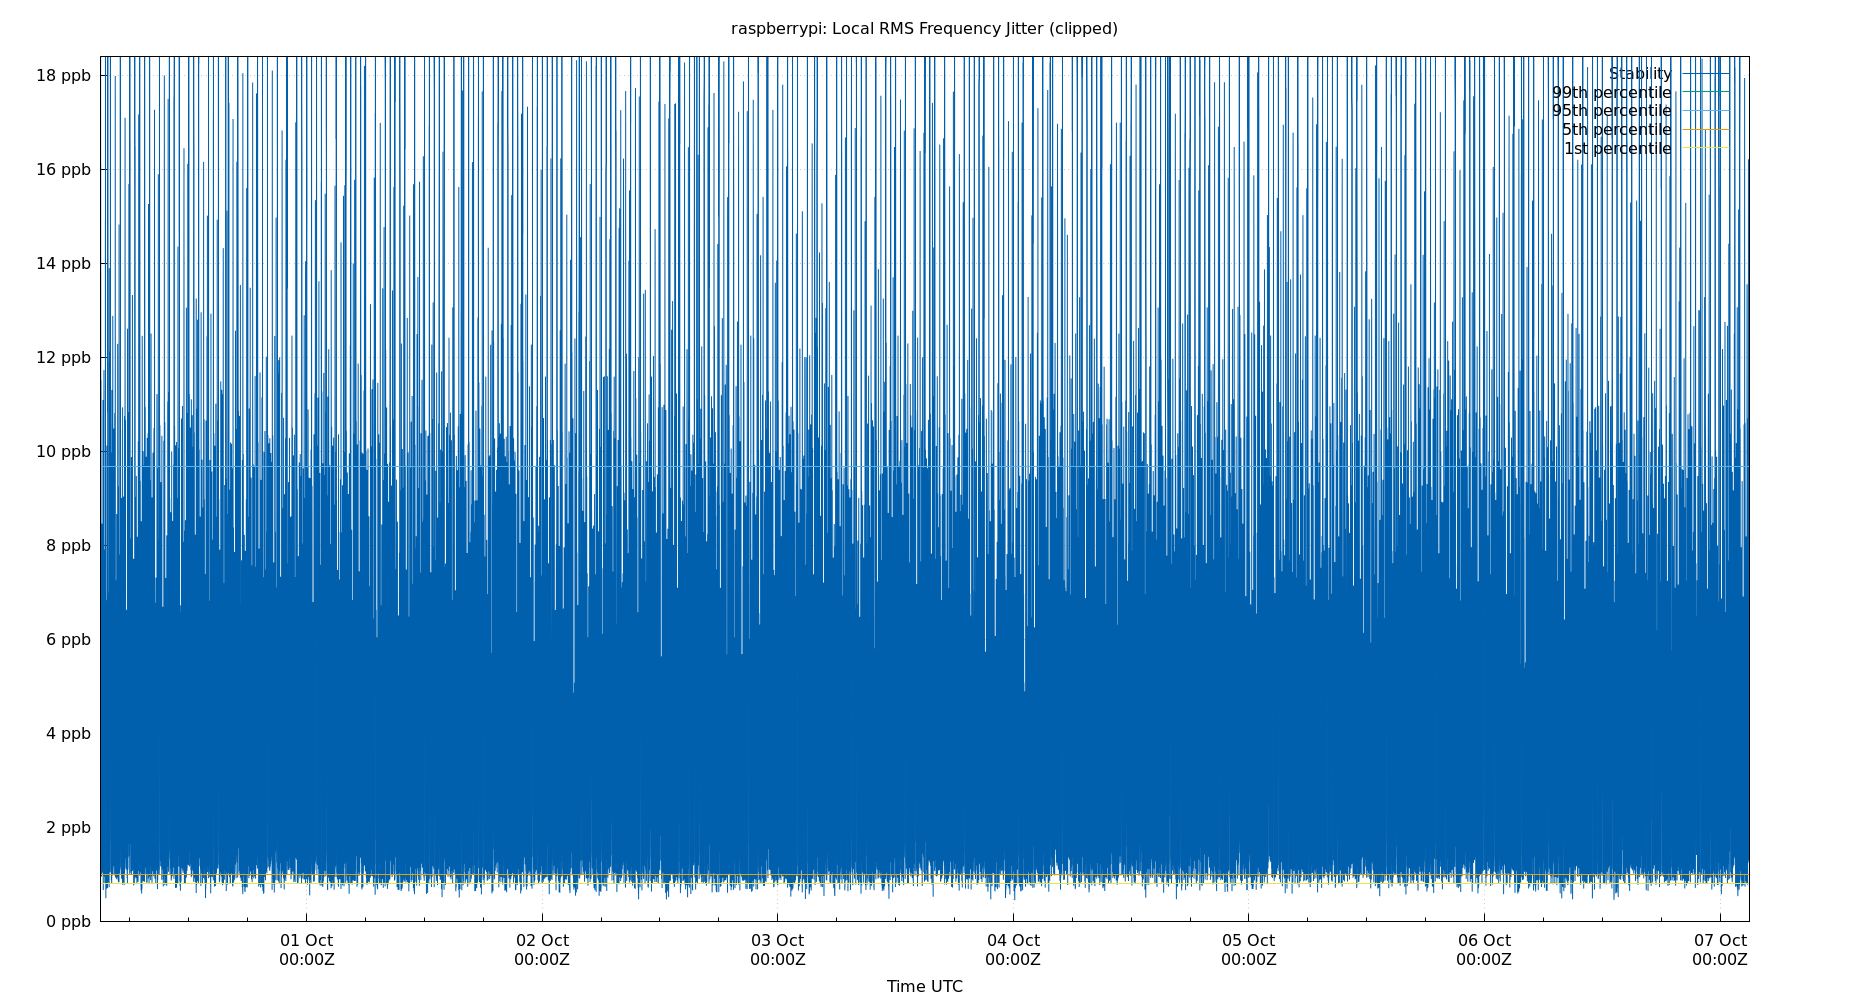 raspberrypi: Local RMS Frequency Jitter (clipped)
18 ppb
16 ppb
14 ppb
12 ppb
10 ppb
8 ppb
6 ppb
4 ppb
2 ppb
0 ppb
Stability
99th percentile
95th percentile
5th percentile
1st percentile
01 Oct 02 Oct 03 Oct 04 Oct 05 Oct 06 Oct 07 Oct
00:00Z 00:00Z 00:00Z 00:00Z 00:00Z 00:00Z 00:00Z
Time UTC